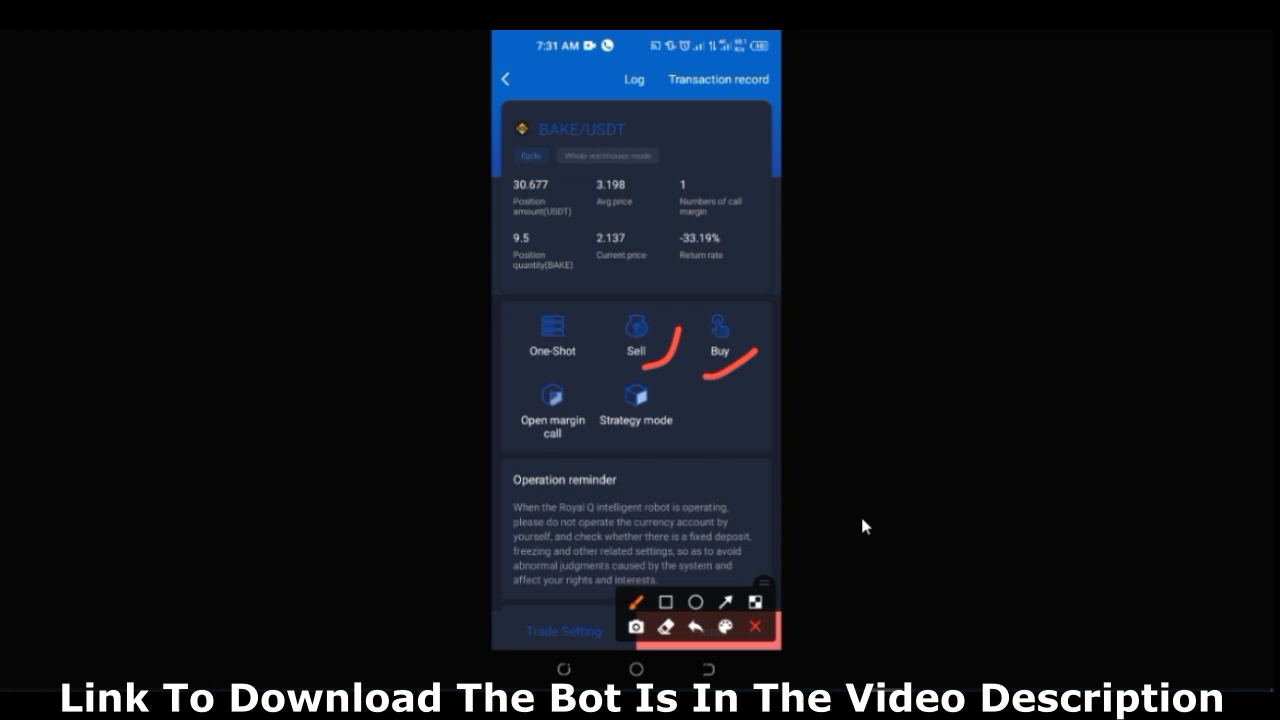 7:31 AM
Log Transaction record
BAKE/USDT
Cycle Whole warehouse mode
30.677 3.198 1
Position amount(USDT) Avg price Numbers of call margin
9.5 2.137 -33.19%
Position quantity(BAKE) Current price Return rate
One-Shot Sell Buy
Open margin call Strategy mode
Operation reminder
When the Royal Q intelligent robot is operating,
please do not operate the currency account by
yourself, and check whether there is a fixed deposit,
freezing and other related settings, so as to avoid
abnormal judgments caused by the system and
affect your rights and interests.
Trade Setting
Link To Download The Bot Is In The Video Description